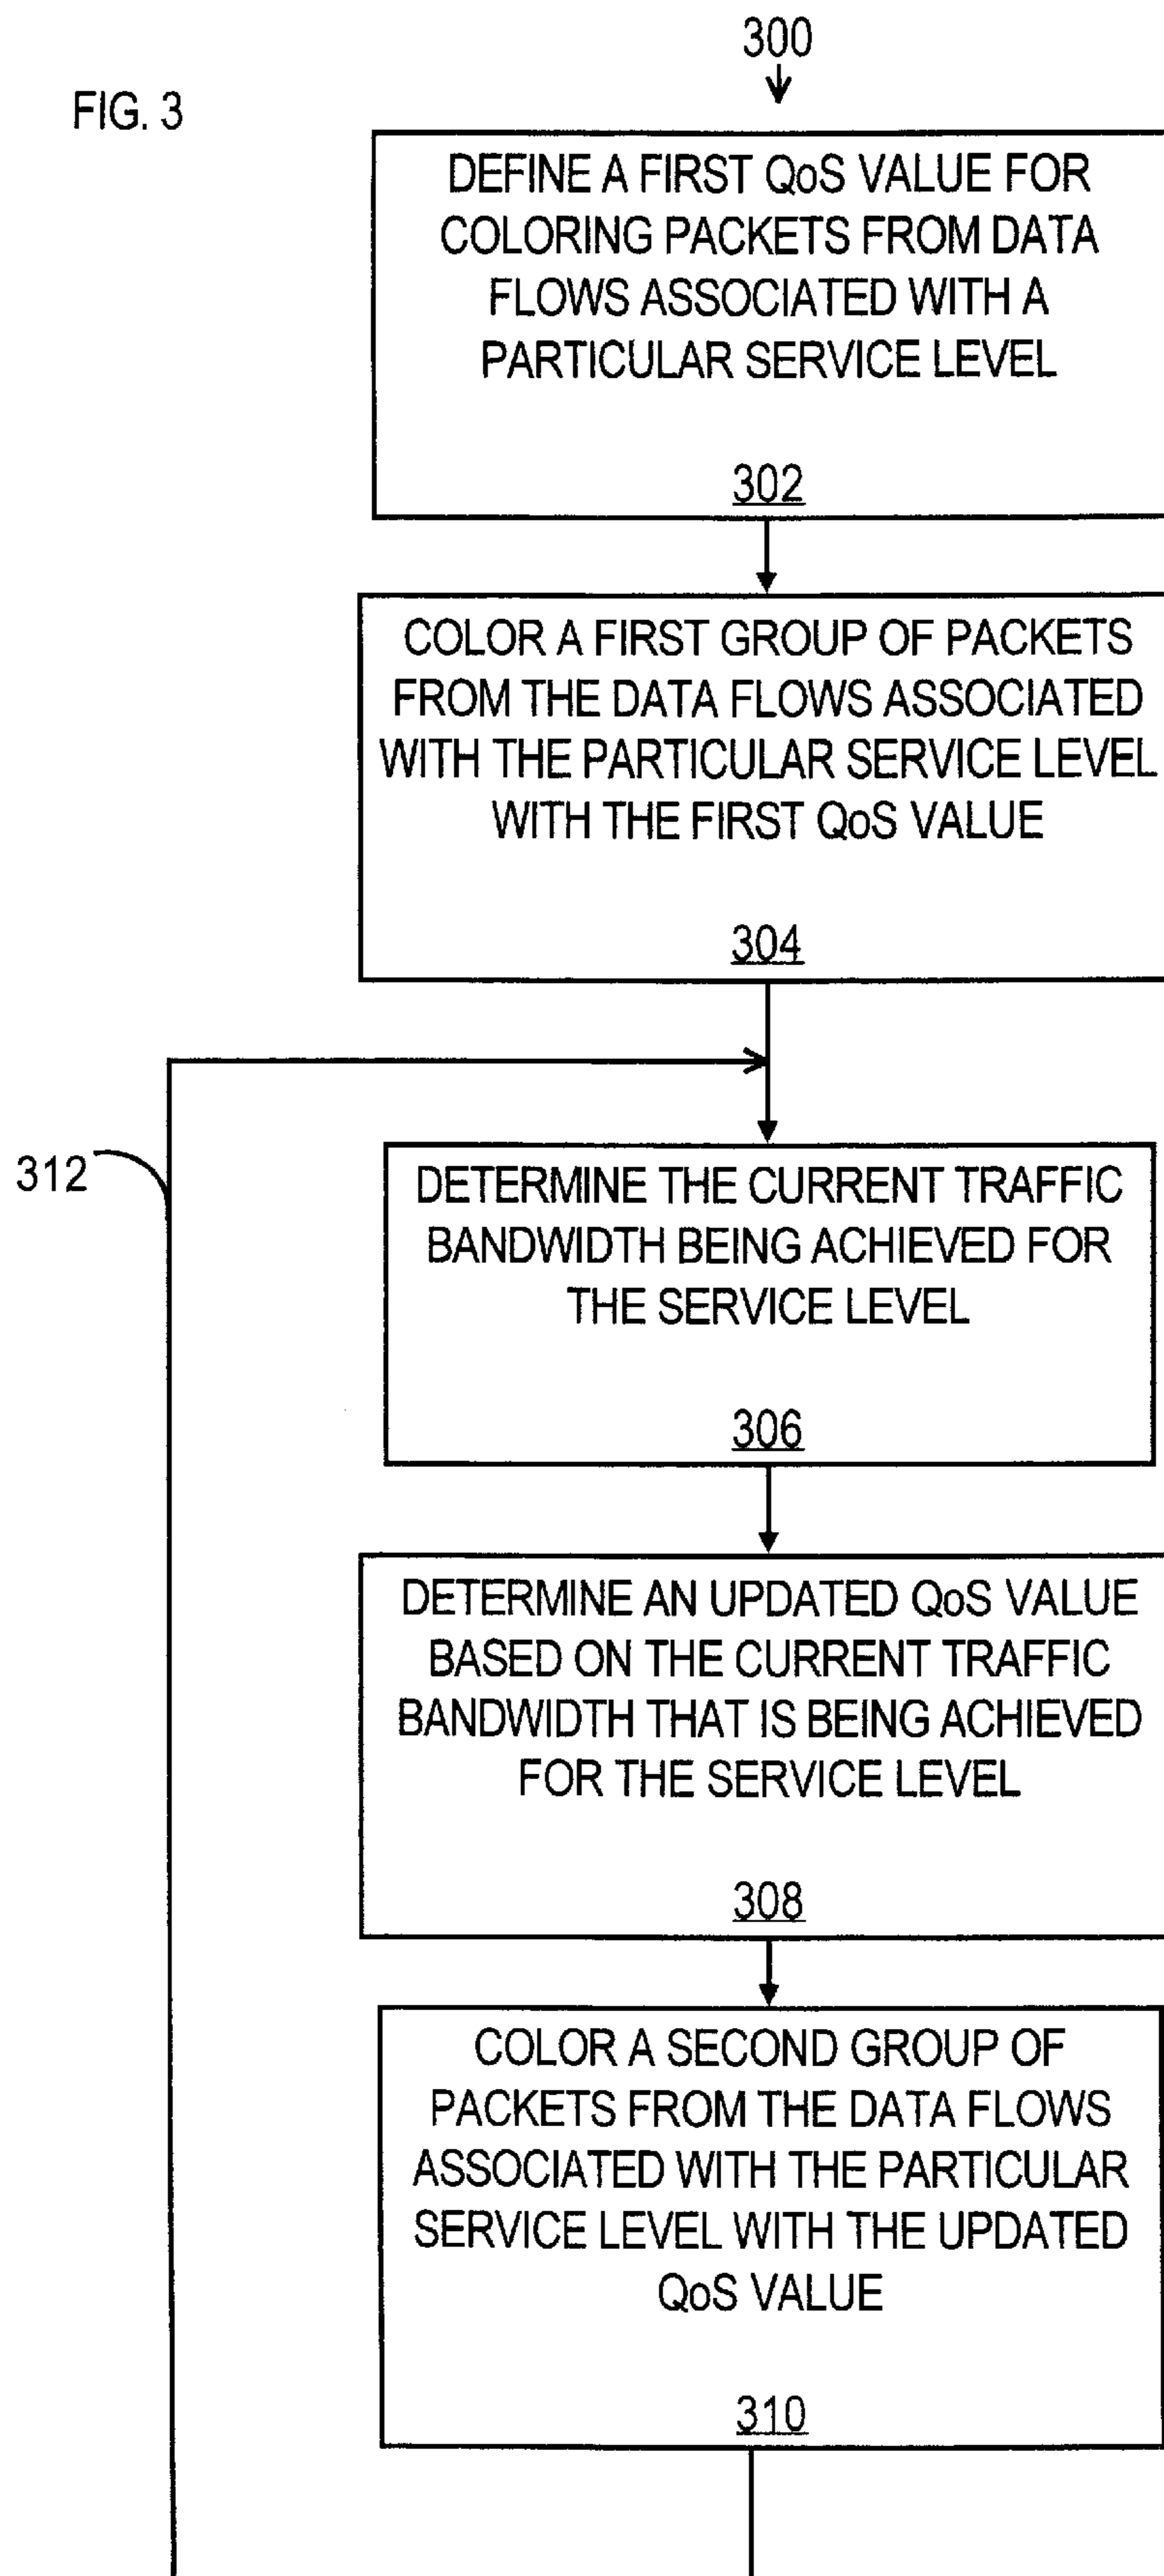 300
FIG. 3
DEFINE A FIRST QoS VALUE FOR
COLORING PACKETS FROM DATA
FLOWS ASSOCIATED WITH A
PARTICULAR SERVICE LEVEL
302
COLOR A FIRST GROUP OF PACKETS
FROM THE DATA FLOWS ASSOCIATED
WITH THE PARTICULAR SERVICE LEVEL
WITH THE FIRST QoS VALUE
304
312
DETERMINE THE CURRENT TRAFFIC
BANDWIDTH BEING ACHIEVED FOR
THE SERVICE LEVEL
306
DETERMINE AN UPDATED QoS VALUE
BASED ON THE CURRENT TRAFFIC
BANDWIDTH THAT IS BEING ACHIEVED
FOR THE SERVICE LEVEL
308
COLOR A SECOND GROUP OF
PACKETS FROM THE DATA FLOWS
ASSOCIATED WITH THE PARTICULAR
SERVICE LEVEL WITH THE UPDATED
QoS VALUE
310